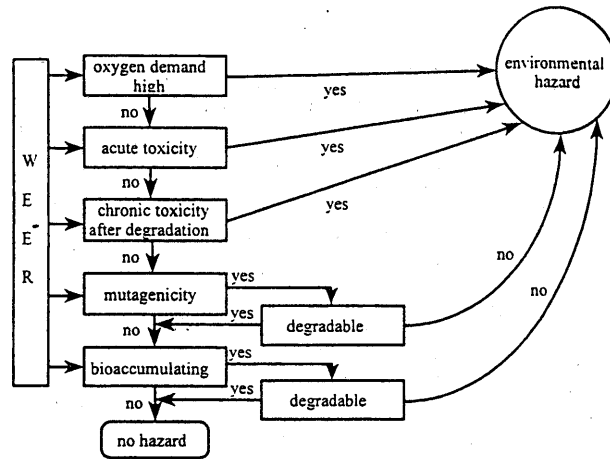 oxygen demand
high
environmental
hazard
yes
no
acute toxicity
yes
W
E
E
R
no
chronic toxicity
after degradation
yes
no
no
yes
mutagenicity
yes
degradable
no
no
bioaccumulating
yes
yes
degradable
no
no hazard